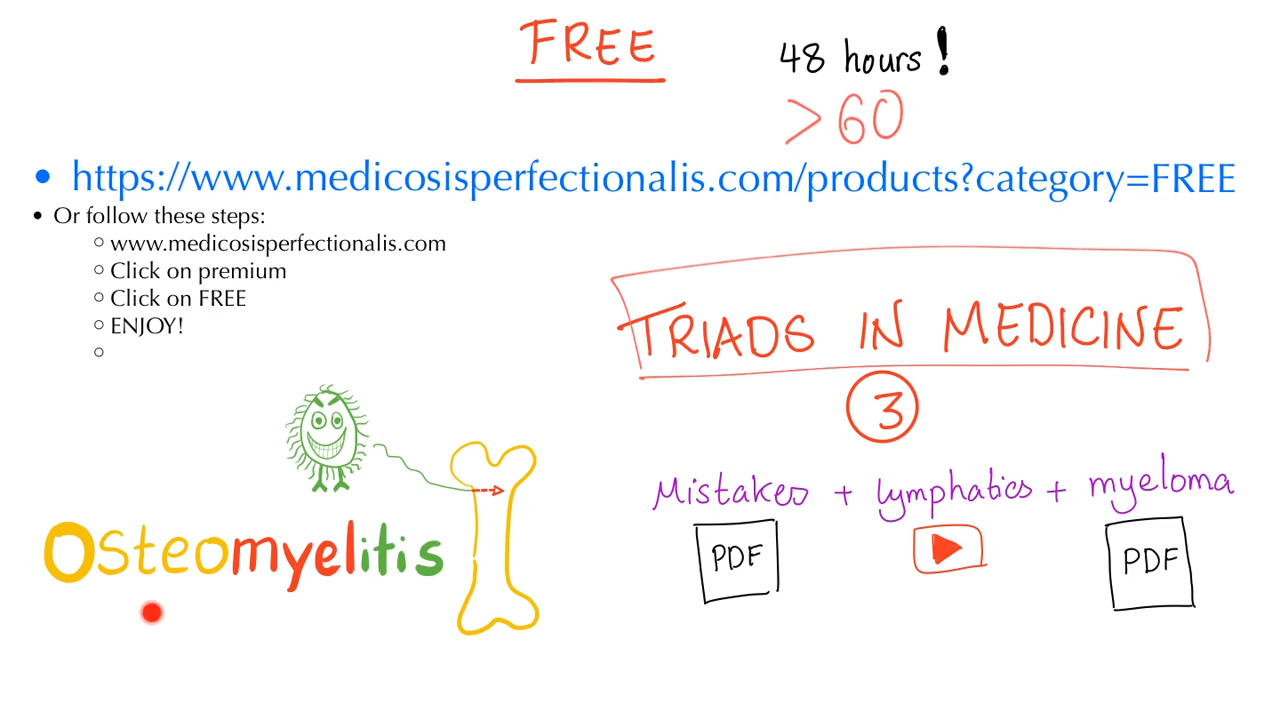 FREE
48 hours!
>60
• https://www.medicosisperfectionalis.com/products?category=FREE
• Or follow these steps:
○ www.medicosisperfectionalis.com
○ Click on premium
○ Click on FREE
○ ENJOY!
○
TRIADS IN MEDICINE
3
Mistakes + lymphatics + myeloma
PDF
PDF
Osteomyelitis